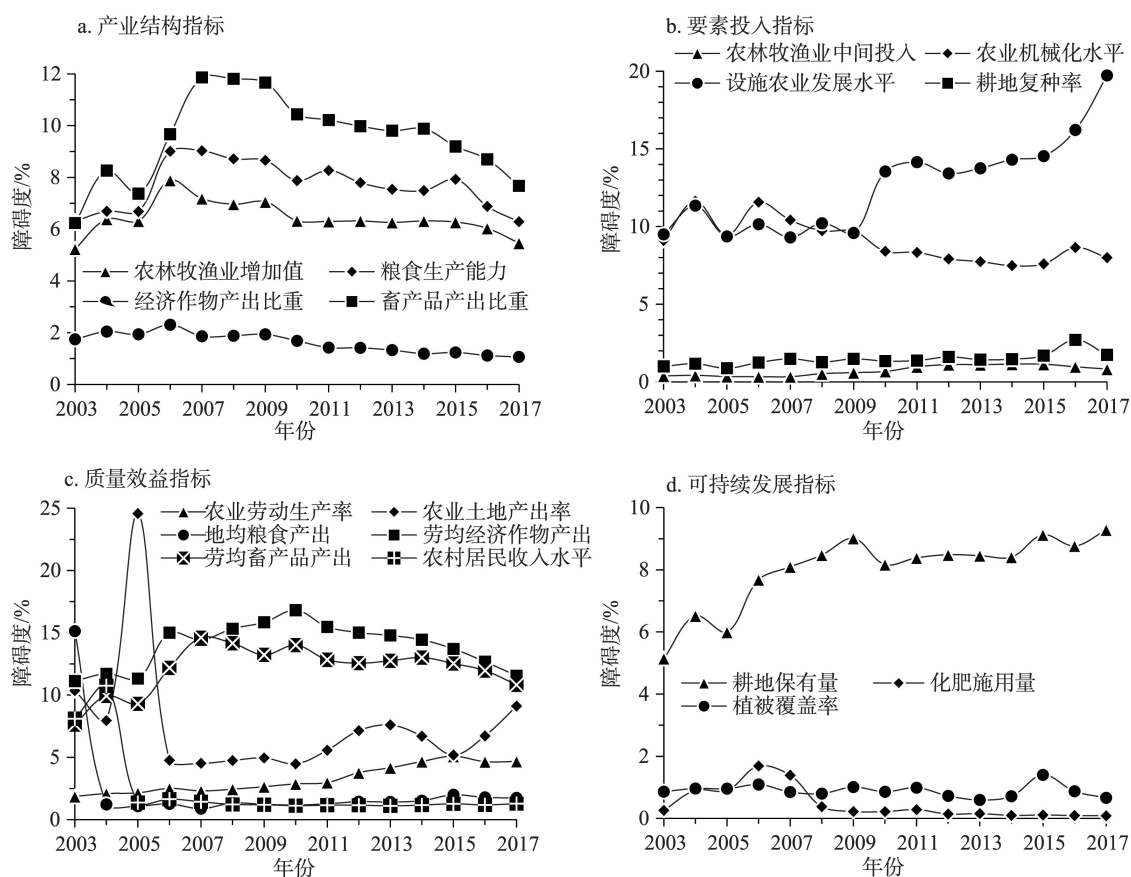 a. 产业结构指标
12
10
8
6
4
2
0
障碍度/%
农林牧渔业增加值
粮食生产能力
经济作物产出比重
畜产品产出比重
2003 2005 2007 2009 2011 2013 2015 2017
年份
b. 要素投入指标
农林牧渔业中间投入
农业机械化水平
设施农业发展水平
耕地复种率
20
15
10
5
0
障碍度/%
2003 2005 2007 2009 2011 2013 2015 2017
年份
c. 质量效益指标
农业劳动生产率
农业土地产出率
地均粮食产出
劳均经济作物产出
劳均畜产品产出
农村居民收入水平
25
20
15
10
5
0
障碍度/%
2003 2005 2007 2009 2011 2013 2015 2017
年份
d. 可持续发展指标
10
8
6
4
2
0
障碍度/%
耕地保有量
化肥施用量
植被覆盖率
2003 2005 2007 2009 2011 2013 2015 2017
年份